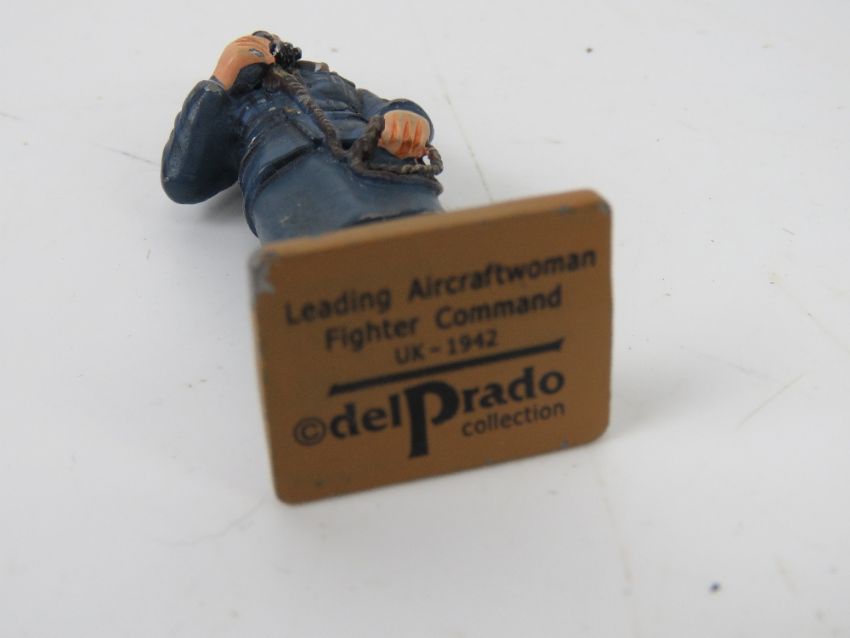 Leading Aircraftwoman
Fighter Command
UK - 1942
©delPrado
collection